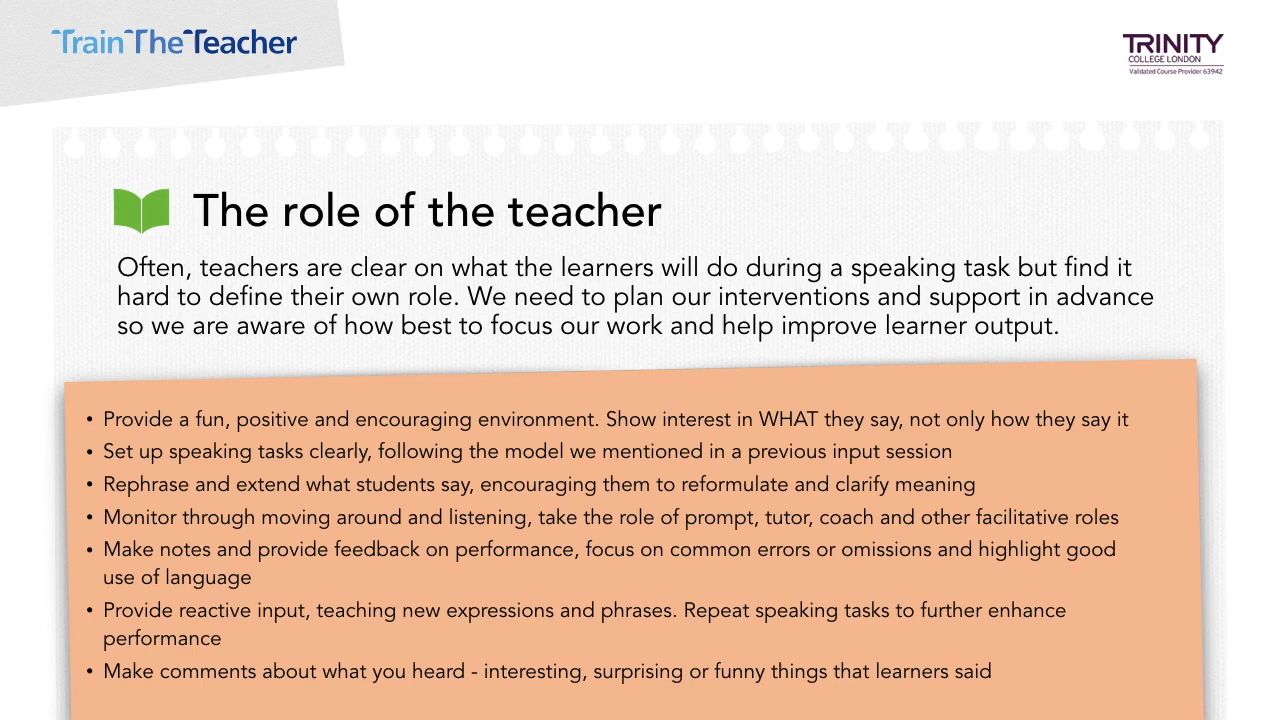 TrainTheTeacher
TRINITY
COLLEGE LONDON
Validated Course Provider 63942
The role of the teacher
Often, teachers are clear on what the learners will do during a speaking task but find it
hard to define their own role. We need to plan our interventions and support in advance
so we are aware of how best to focus our work and help improve learner output.
• Provide a fun, positive and encouraging environment. Show interest in WHAT they say, not only how they say it
• Set up speaking tasks clearly, following the model we mentioned in a previous input session
• Rephrase and extend what students say, encouraging them to reformulate and clarify meaning
• Monitor through moving around and listening, take the role of prompt, tutor, coach and other facilitative roles
• Make notes and provide feedback on performance, focus on common errors or omissions and highlight good
use of language
• Provide reactive input, teaching new expressions and phrases. Repeat speaking tasks to further enhance
performance
• Make comments about what you heard - interesting, surprising or funny things that learners said